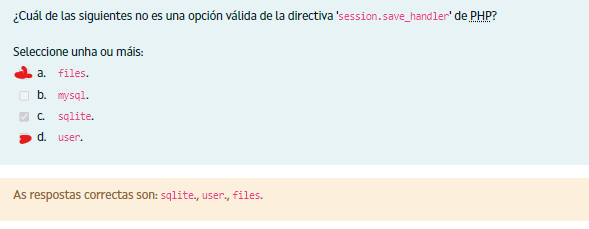 ¿Cuál de las siguientes no es una opción válida de la directiva 'session.save_handler' de PHP?
Seleccione unha ou máis:
a. files.
b. mysql.
c. sqlite.
d. user.
As respostas correctas son: sqlite., user., files.